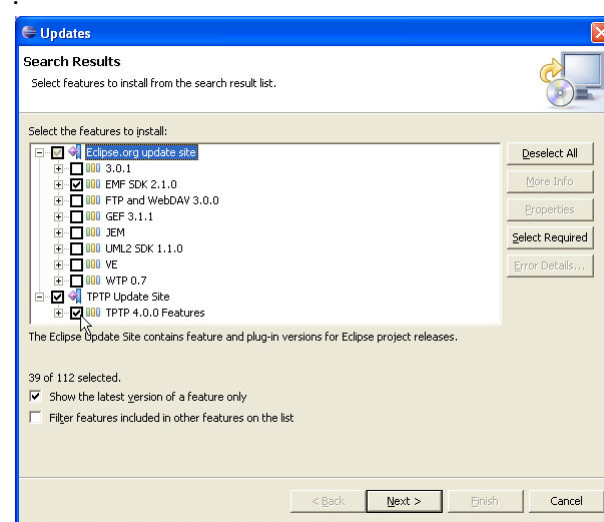 Updates
Search Results
Select features to install from the search result list.
Select the features to install:
Eclipse.org update site
3.0.1
EMF SDK 2.1.0
FTP and WebDAV 3.0.0
GEF 3.1.1
JEM
UML2 SDK 1.1.0
VE
WTP 0.7
TPTP Update Site
TPTP 4.0.0 Features
Deselect All
More Info
Properties
Select Required
Error Details...
The Eclipse Update Site contains feature and plug-in versions for Eclipse project releases.
39 of 112 selected.
Show the latest version of a feature only
Filter features included in other features on the list
< Back
Next >
Finish
Cancel